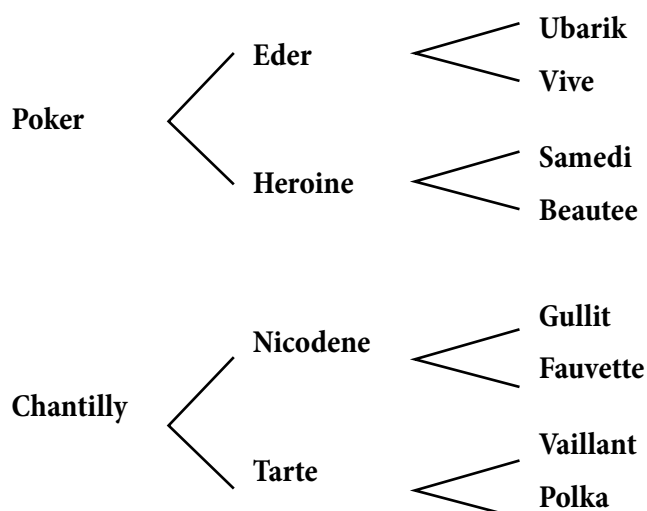 Ubarik
Eder
Vive
Poker
Samedi
Heroine
Beautee
Gullit
Nicodene
Fauvette
Chantilly
Vaillant
Tarte
Polka